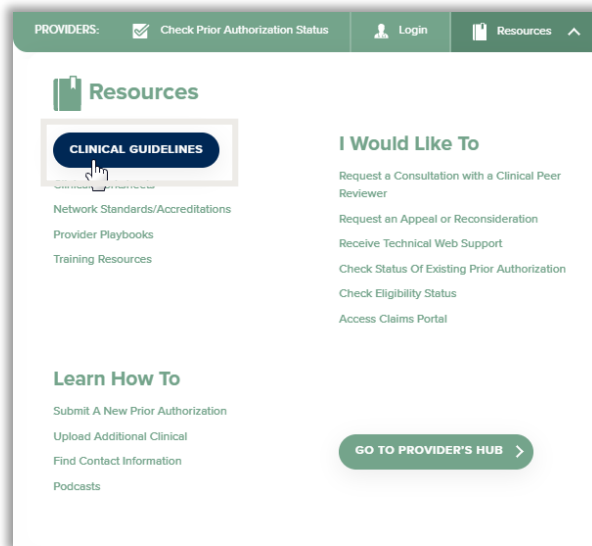 PROVIDERS: Check Prior Authorization Status Login Resources
Resources
CLINICAL GUIDELINES
Network Standards/Accreditations
Provider Playbooks
Training Resources
I Would Like To
Request a Consultation with a Clinical Peer
Reviewer
Request an Appeal or Reconsideration
Receive Technical Web Support
Check Status Of Existing Prior Authorization
Check Eligibility Status
Access Claims Portal
Learn How To
Submit A New Prior Authorization
Upload Additional Clinical
Find Contact Information
Podcasts
GO TO PROVIDER'S HUB